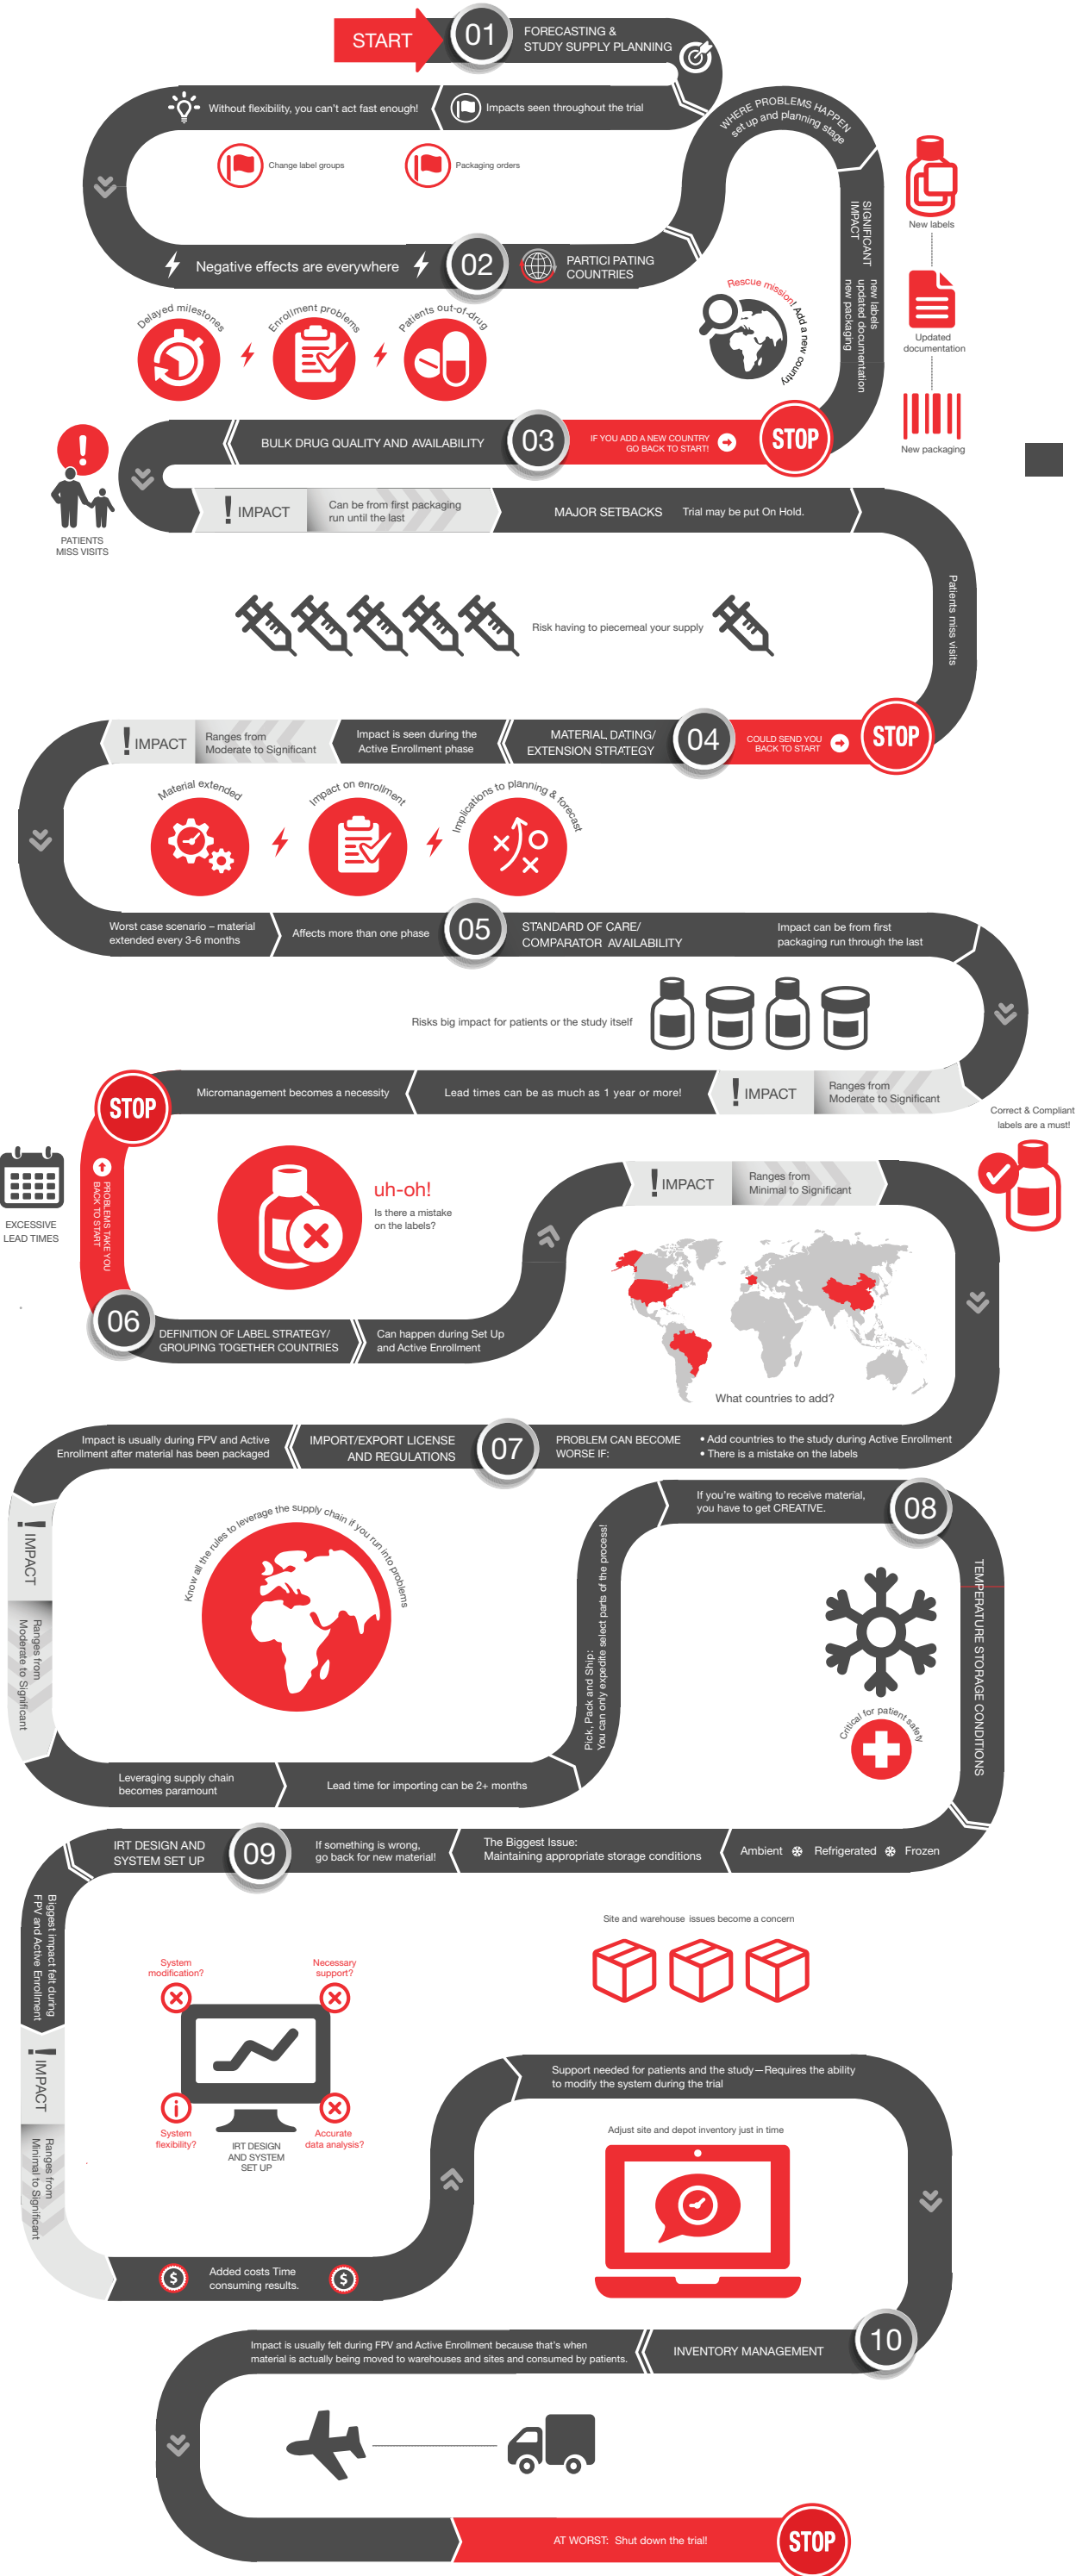 START
01
FORECASTING &
STUDY SUPPLY PLANNING
Impacts seen throughout the trial
Without flexibility, you can't act fast enough!
Change label groups
Packaging orders
Negative effects are everywhere
02
PARTICI PATING
COUNTRIES
Delayed milestones
Enrollment problems
Patients out-of-drug
WHERE PROBLEMS HAPPEN
set up and planning stage
SIGNIFICANT
IMPACT
new labels
updated documentation
new packaging
New labels
Updated
documentation
New packaging
Rescue mission! Add a new country
STOP
IF YOU ADD A NEW COUNTRY
GO BACK TO START!
03
BULK DRUG QUALITY AND AVAILABILITY
PATIENTS
MISS VISITS
IMPACT
Can be from first packaging
run until the last
MAJOR SETBACKS
Trial may be put On Hold.
Patients miss visits
Risk having to piecemeal your supply
STOP
COULD SEND YOU
BACK TO START
04
MATERIAL DATING/
EXTENSION STRATEGY
Impact is seen during the
Active Enrollment phase
IMPACT
Ranges from
Moderate to Significant
Material extended
Impact on enrollment
Implications to planning & forecast
Worst case scenario – material
extended every 3-6 months
Affects more than one phase
05
STANDARD OF CARE/
COMPARATOR AVAILABILITY
Impact can be from first
packaging run through the last
Risks big impact for patients or the study itself
IMPACT
Ranges from
Moderate to Significant
Lead times can be as much as 1 year or more!
Micromanagement becomes a necessity
STOP
PROBLEMS TAKE YOU
BACK TO START
EXCESSIVE
LEAD TIMES
uh-oh!
Is there a mistake
on the labels?
06
DEFINITION OF LABEL STRATEGY/
GROUPING TOGETHER COUNTRIES
Can happen during Set Up
and Active Enrollment
IMPACT
Ranges from
Minimal to Significant
Correct & Compliant
labels are a must!
What countries to add?
PROBLEM CAN BECOME
WORSE IF:
• Add countries to the study during Active Enrollment
• There is a mistake on the labels
07
IMPORT/EXPORT LICENSE
AND REGULATIONS
Impact is usually during FPV and Active
Enrollment after material has been packaged
IMPACT
Ranges from
Moderate to Significant
Know all the rules to leverage the supply chain if you run into problems
Leveraging supply chain
becomes paramount
Lead time for importing can be 2+ months
Pick, Pack and Ship:
You can only expedite select parts of the process!
If you're waiting to receive material,
you have to get CREATIVE.
08
TEMPERATURE STORAGE CONDITIONS
Critical for patient safety
Ambient
Refrigerated
Frozen
The Biggest Issue:
Maintaining appropriate storage conditions
If something is wrong,
go back for new material!
09
IRT DESIGN AND
SYSTEM SET UP
Site and warehouse issues become a concern
Biggest impact felt during
FPV and Active Enrollment
IMPACT
Ranges from
Minimal to Significant
System
modification?
Necessary
support?
System
flexibility?
IRT DESIGN
AND SYSTEM
SET UP
Accurate
data analysis?
$
Added costs Time
consuming results.
$
Support needed for patients and the study—Requires the ability
to modify the system during the trial
Adjust site and depot inventory just in time
10
INVENTORY MANAGEMENT
Impact is usually felt during FPV and Active Enrollment because that's when
material is actually being moved to warehouses and sites and consumed by patients.
AT WORST: Shut down the trial!
STOP